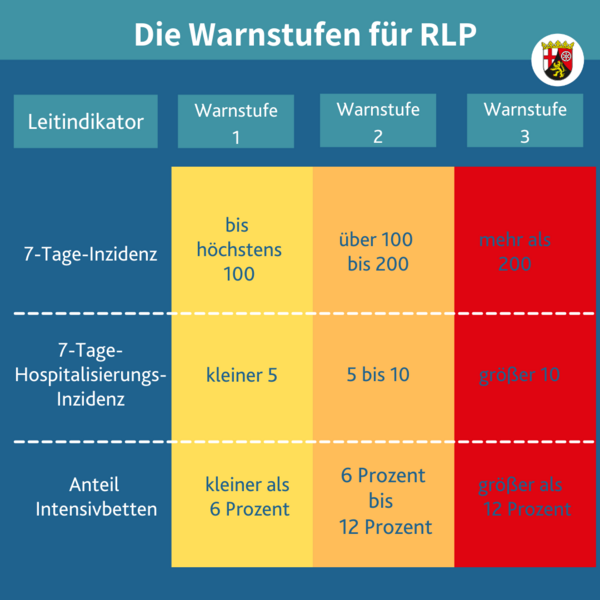 Die Warnstufen für RLP
Leitindikator
Warnstufe
1
Warnstufe
2
Warnstufe
3
7-Tage-Inzidenz
bis
höchstens
100
über 100
bis 200
mehr als
200
7-Tage-
Hospitalisierungs-
Inzidenz
kleiner 5
5 bis 10
größer 10
Anteil
Intensivbetten
kleiner als
6 Prozent
6 Prozent
bis
12 Prozent
größer als
12 Prozent